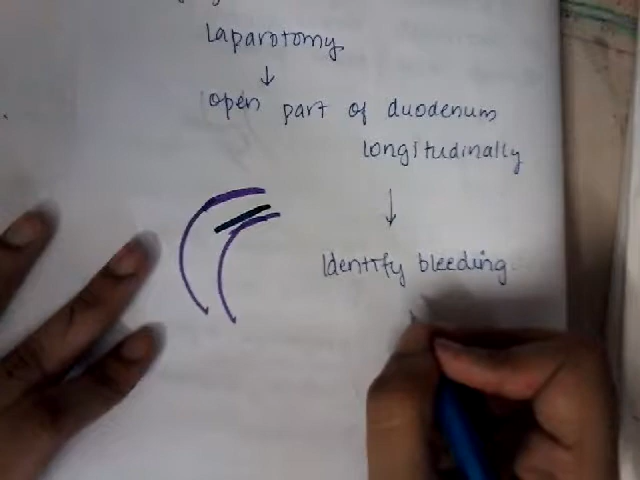 Laparotomy
↓
open part of duodenum
longitudinally
↓
Identify bleeding